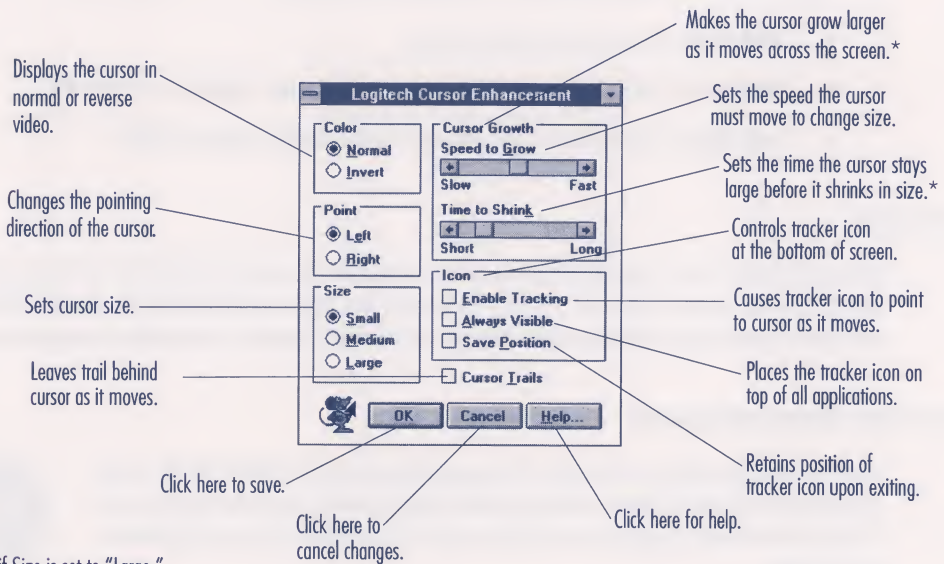 Makes the cursor grow larger
as it moves across the screen.*
Displays the cursor in
normal or reverse
video.
Sets the speed the cursor
must move to change size.
Changes the pointing
direction of the cursor.
Sets the time the cursor stays
large before it shrinks in size.*
Controls tracker icon
at the bottom of screen.
Sets cursor size.
Causes tracker icon to point
to cursor as it moves.
Leaves trail behind
cursor as it moves.
Places the tracker icon on
top of all applications.
Retains position of
tracker icon upon exiting.
Click here to save.
Click here to
cancel changes.
Click here for help.
Logitech Cursor Enhancement
Color
Normal
Invert
Point
Left
Right
Size
Small
Medium
Large
Cursor Growth
Speed to Grow
Slow Fast
Time to Shrink
Short Long
Icon
Enable Tracking
Always Visible
Save Position
Cursor Trails
OK Cancel Help...
if Size is set to "Large."